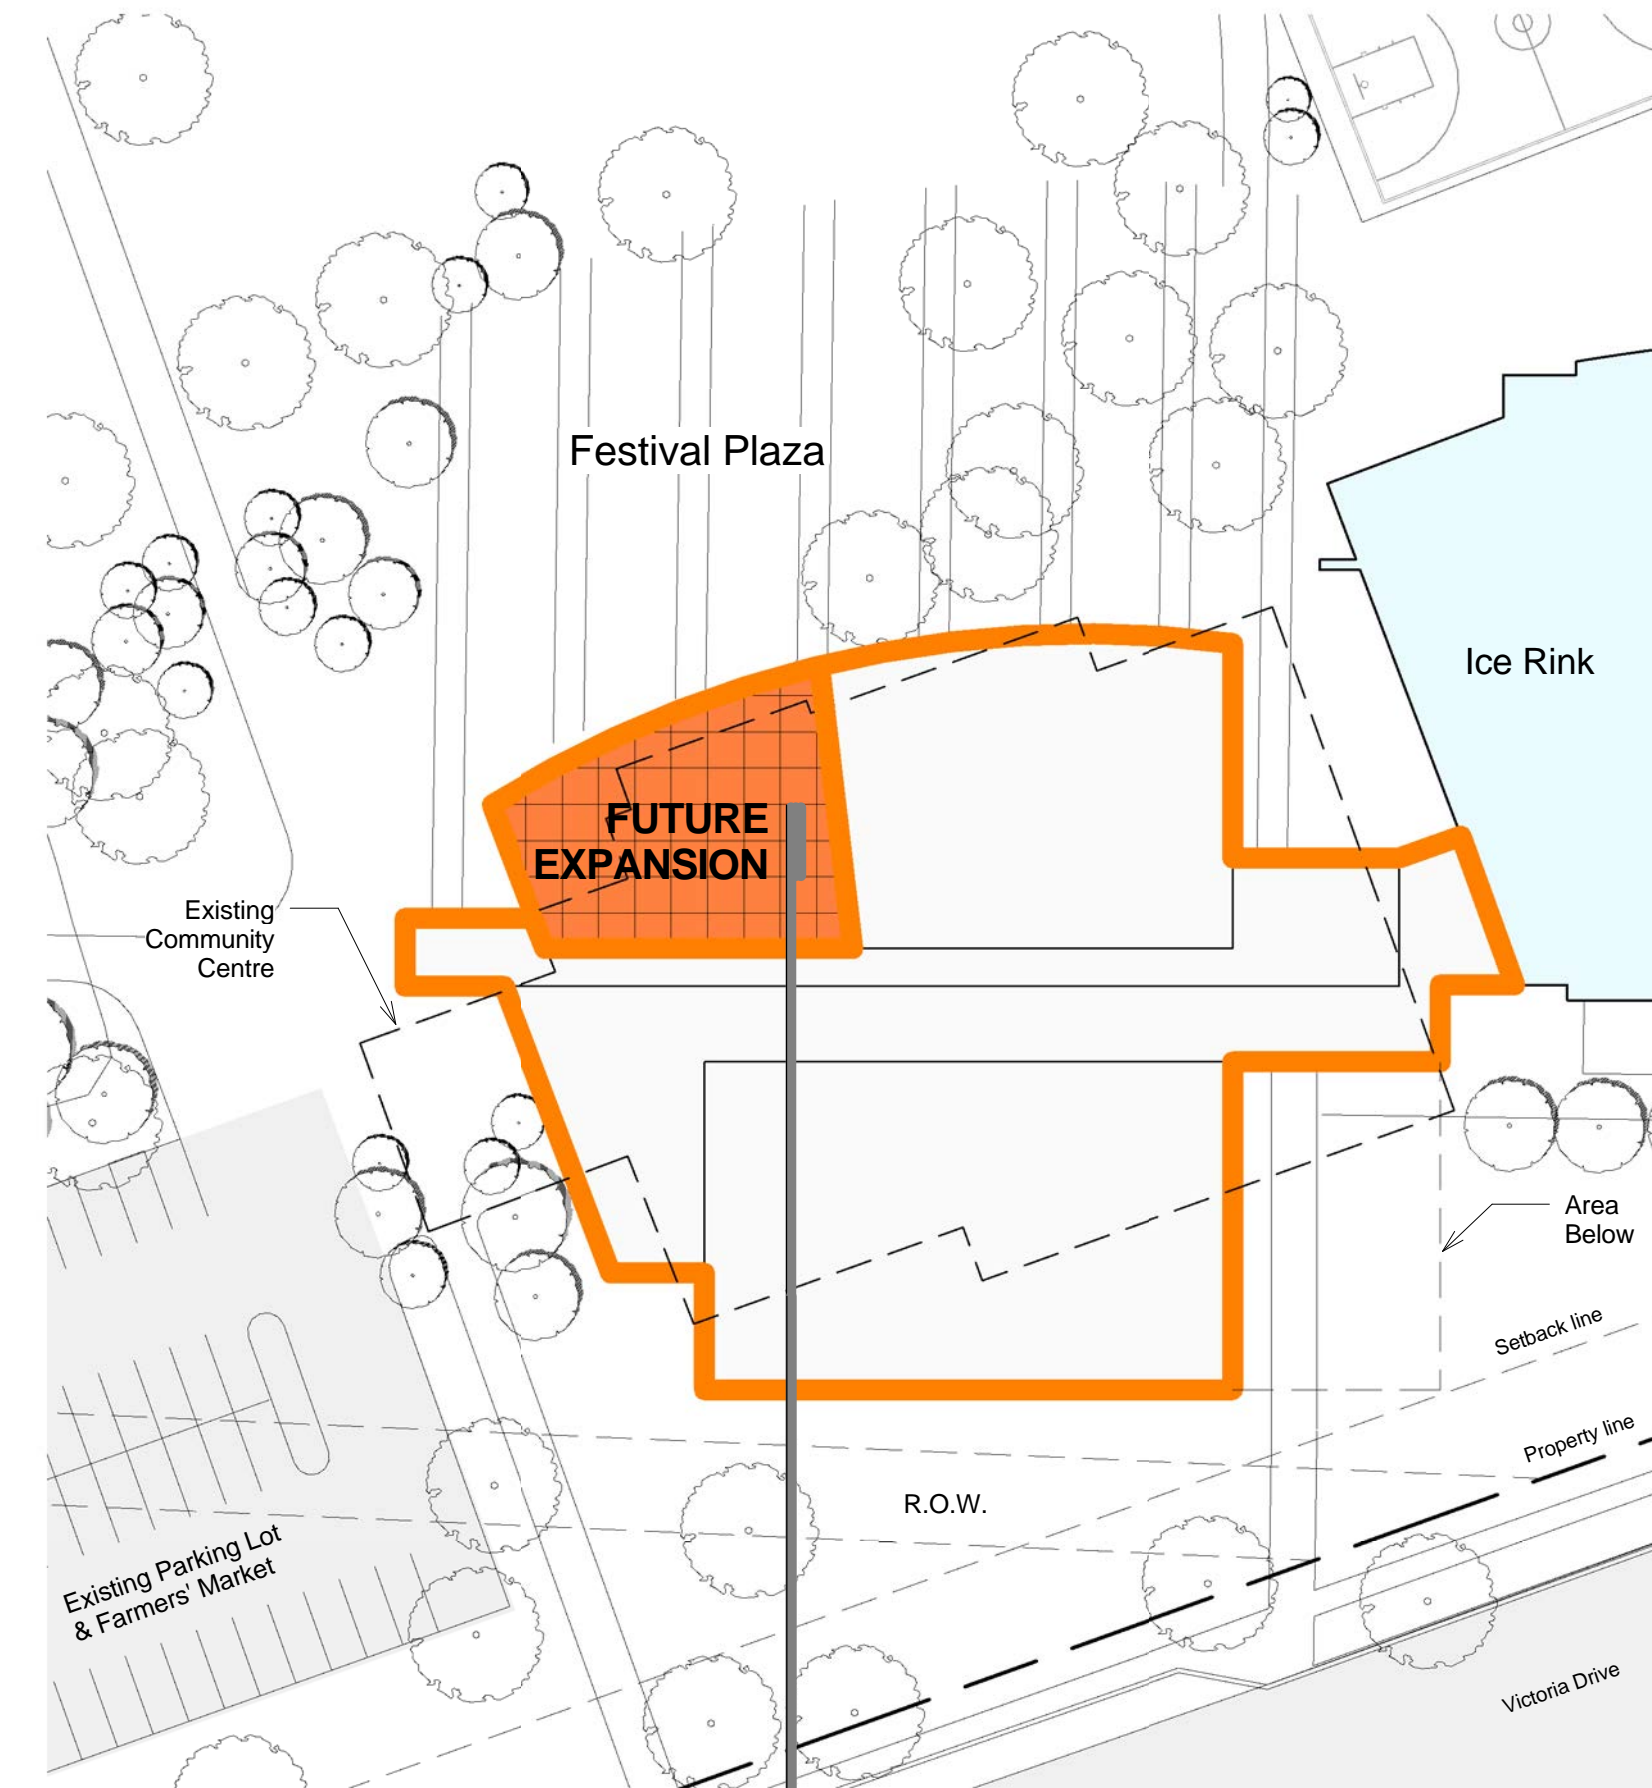 Festival Plaza
Ice Rink
FUTURE
EXPANSION
Existing
Community
Centre
Area
Below
Setback line
Property line
R.O.W.
Existing Parking Lot
& Farmers' Market
Victoria Drive